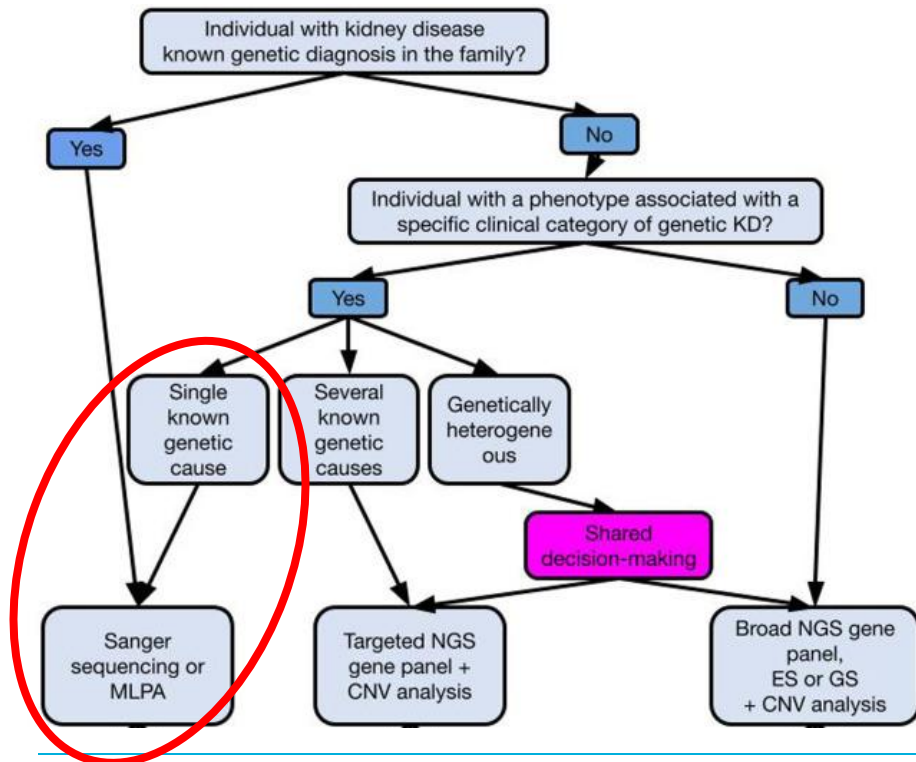 Individual with kidney disease
known genetic diagnosis in the family?
Yes
No
Individual with a phenotype associated with a
specific clinical category of genetic KD?
Yes
No
Single
known
genetic
cause
Several
known
genetic
causes
Genetically
heterogene
ous
Shared
decision-making
Sanger
sequencing or
MLPA
Targeted NGS
gene panel +
CNV analysis
Broad NGS gene
panel,
ES or GS
+ CNV analysis